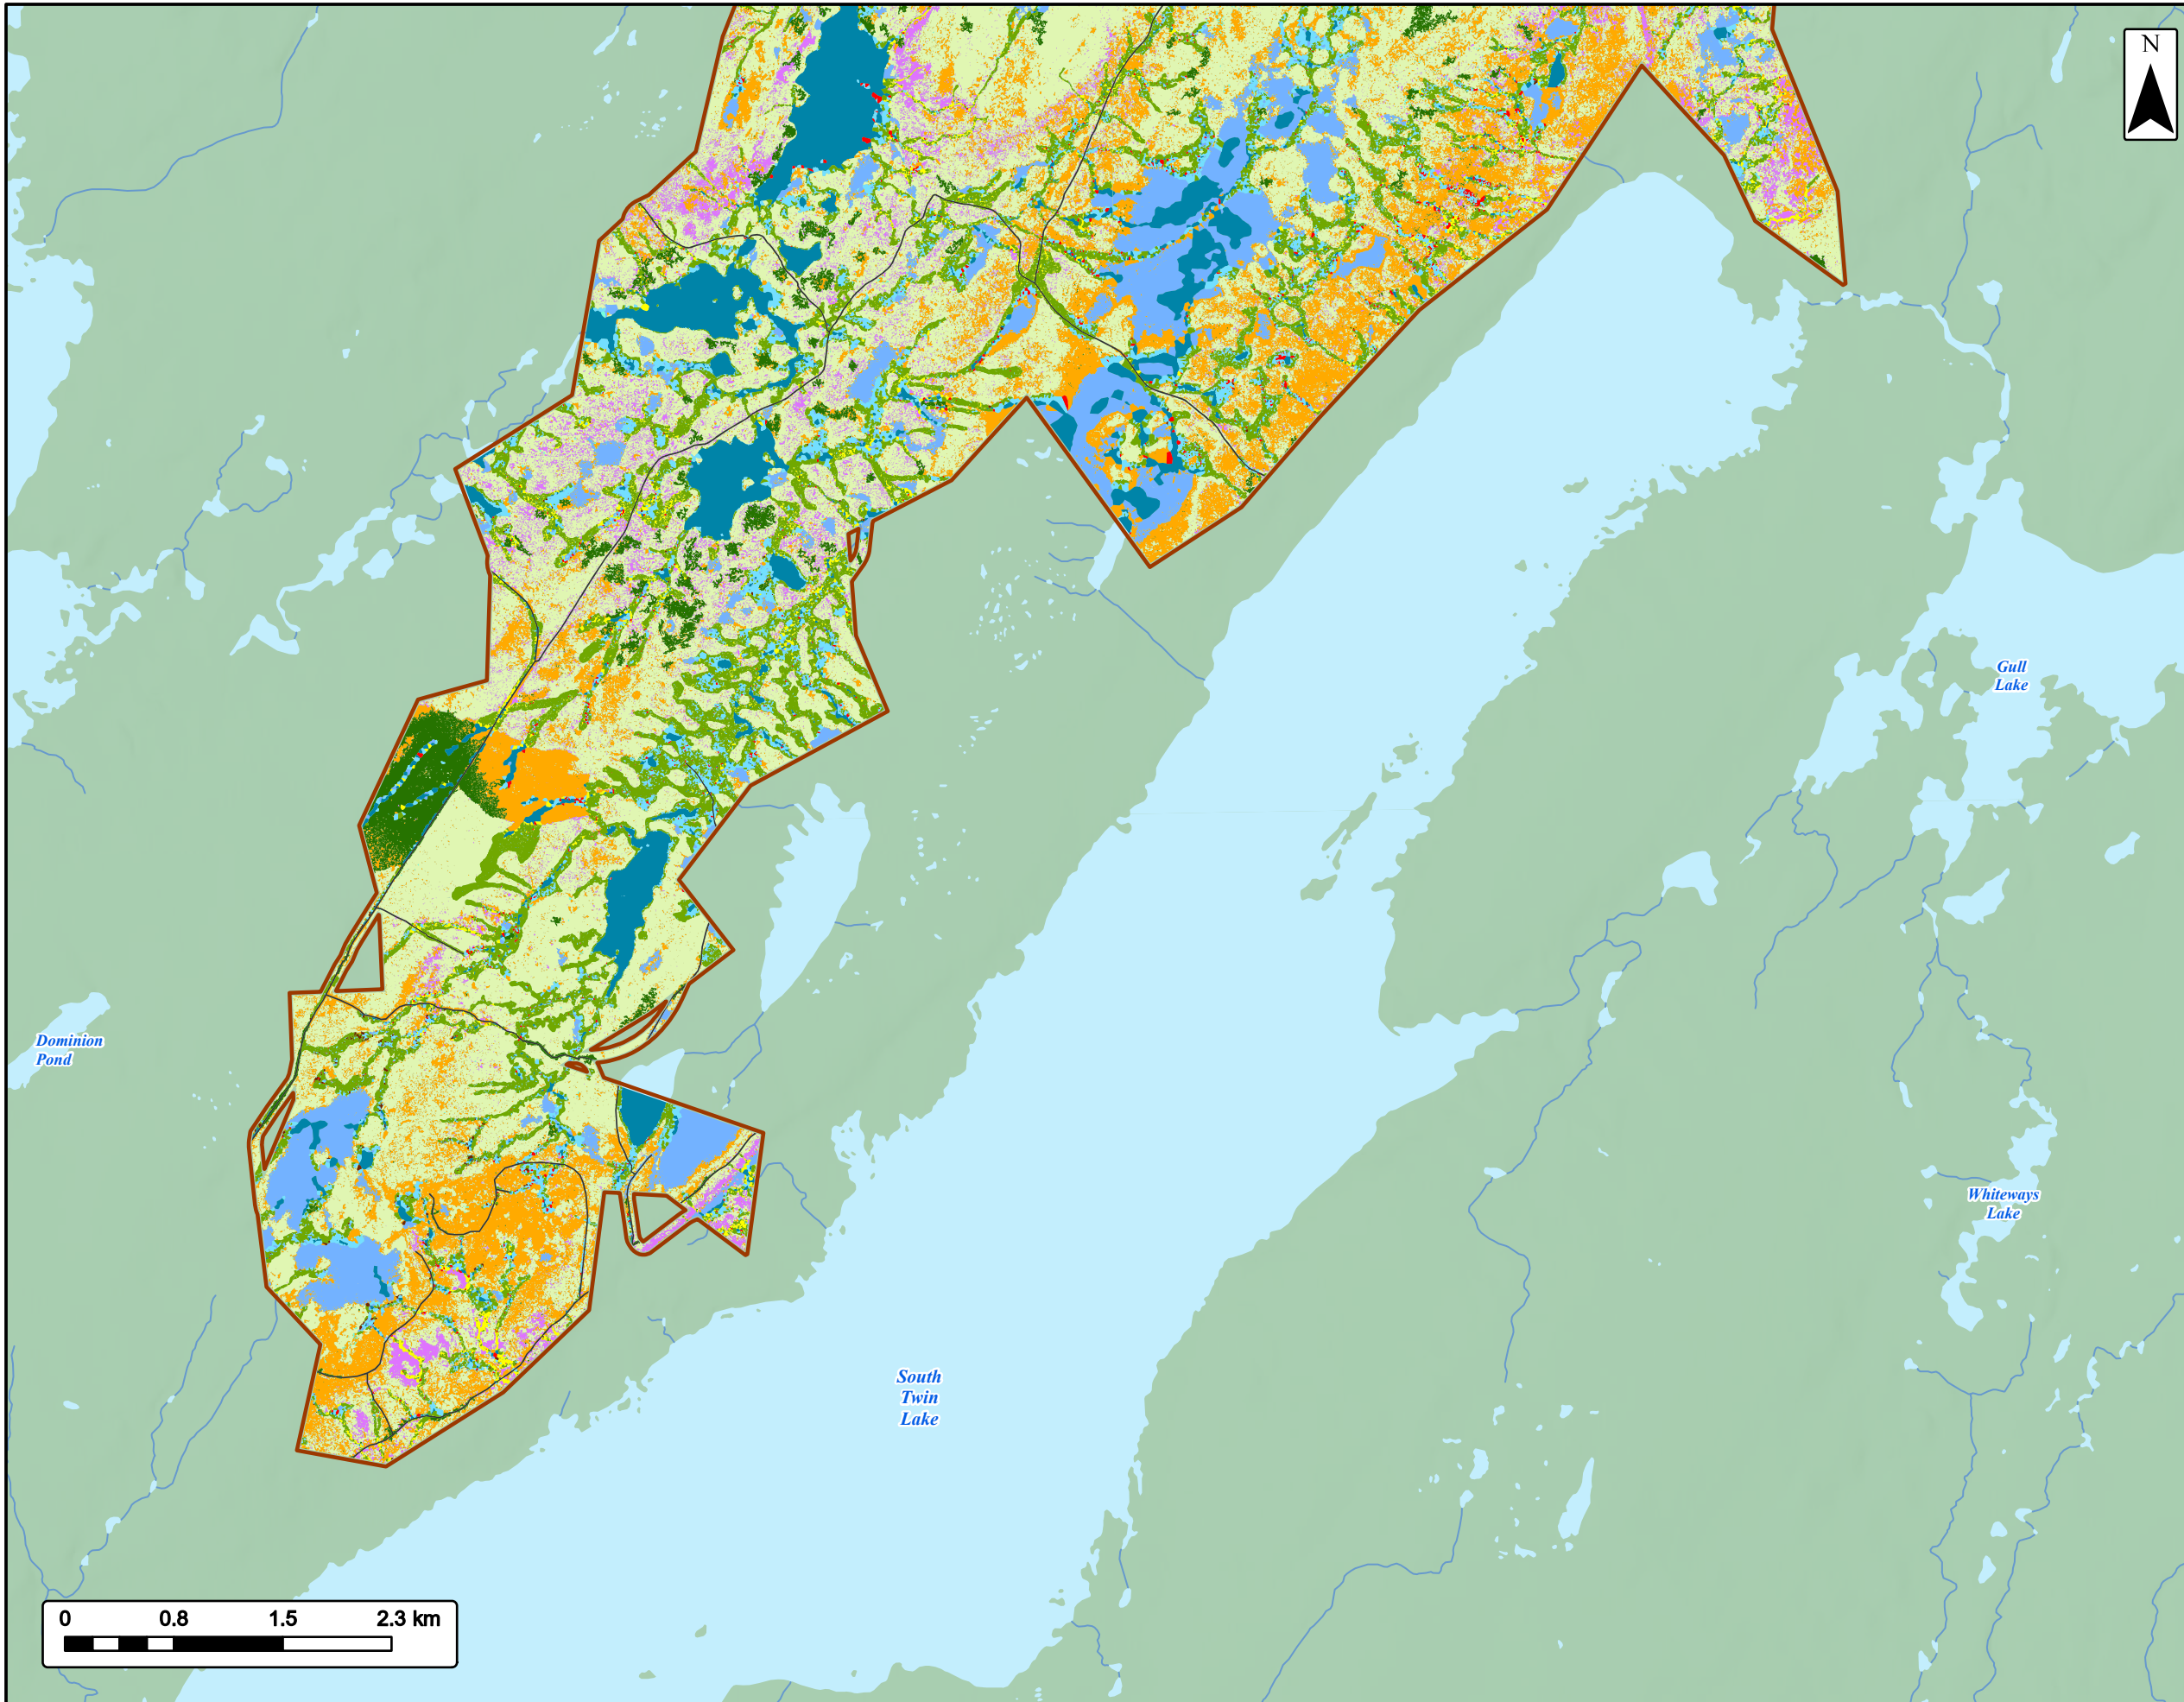 N
Gull
Lake
Dominion
Pond
Whiteways
Lake
South
Twin
Lake
0 0.8 1.5 2.3 km